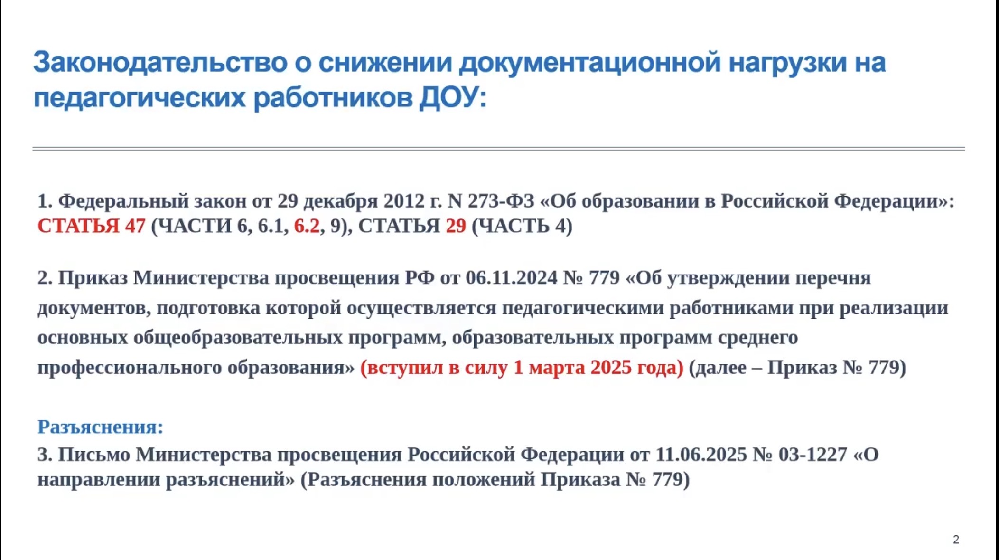 Законодательство о снижении документационной нагрузки на
педагогических работников ДОУ:
1. Федеральный закон от 29 декабря 2012 г. N 273-ФЗ «Об образовании в Российской Федерации»:
СТАТЬЯ 47 (ЧАСТИ 6, 6.1, 6.2, 9), СТАТЬЯ 29 (ЧАСТЬ 4)
2. Приказ Министерства просвещения РФ от 06.11.2024 № 779 «Об утверждении перечня
документов, подготовка которой осуществляется педагогическими работниками при реализации
основных общеобразовательных программ, образовательных программ среднего
профессионального образования» (вступил в силу 1 марта 2025 года) (далее – Приказ № 779)
Разъяснения:
3. Письмо Министерства просвещения Российской Федерации от 11.06.2025 № 03-1227 «О
направлении разъяснений» (Разъяснения положений Приказа № 779)
2